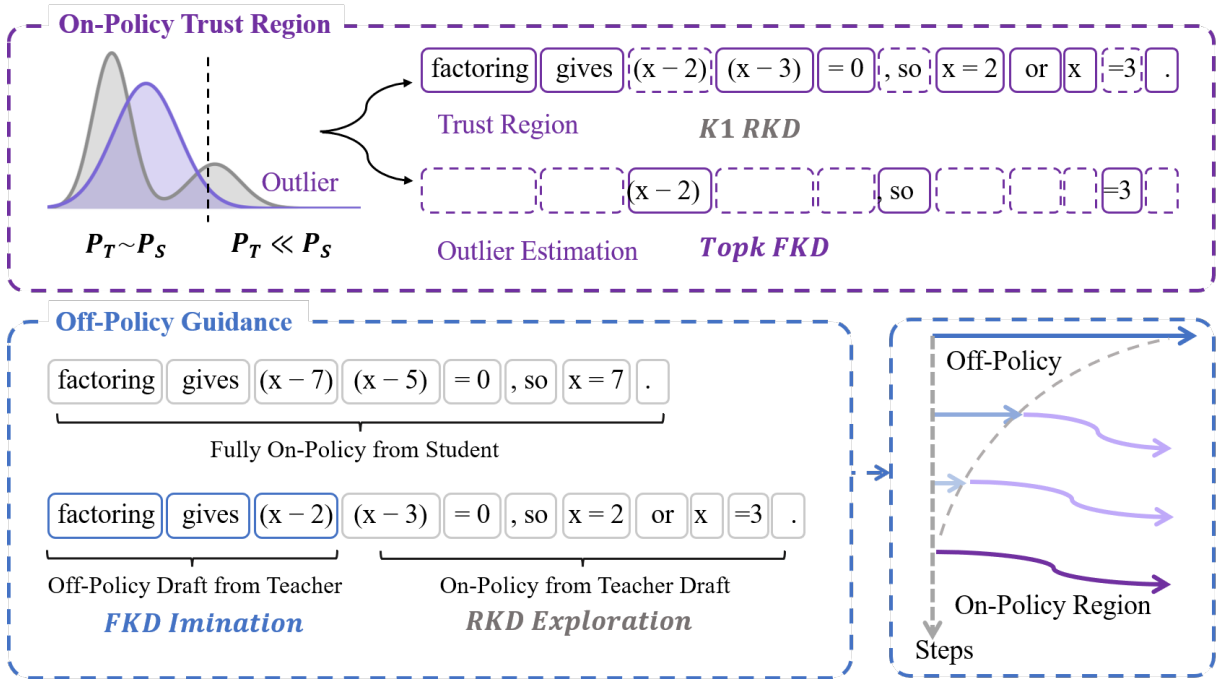 On-Policy Trust Region
factoring gives (x − 2) (x − 3) = 0 , so x = 2 or x =3 .
Trust Region K1 RKD
Outlier
(x − 2) , so =3
P_T~P_S P_T ≪ P_S
Outlier Estimation Topk FKD
Off-Policy Guidance
factoring gives (x − 7) (x − 5) = 0 , so x = 7 .
Fully On-Policy from Student
factoring gives (x − 2) (x − 3) = 0 , so x = 2 or x =3 .
Off-Policy Draft from Teacher On-Policy from Teacher Draft
FKD Imination RKD Exploration
Off-Policy
On-Policy Region
Steps